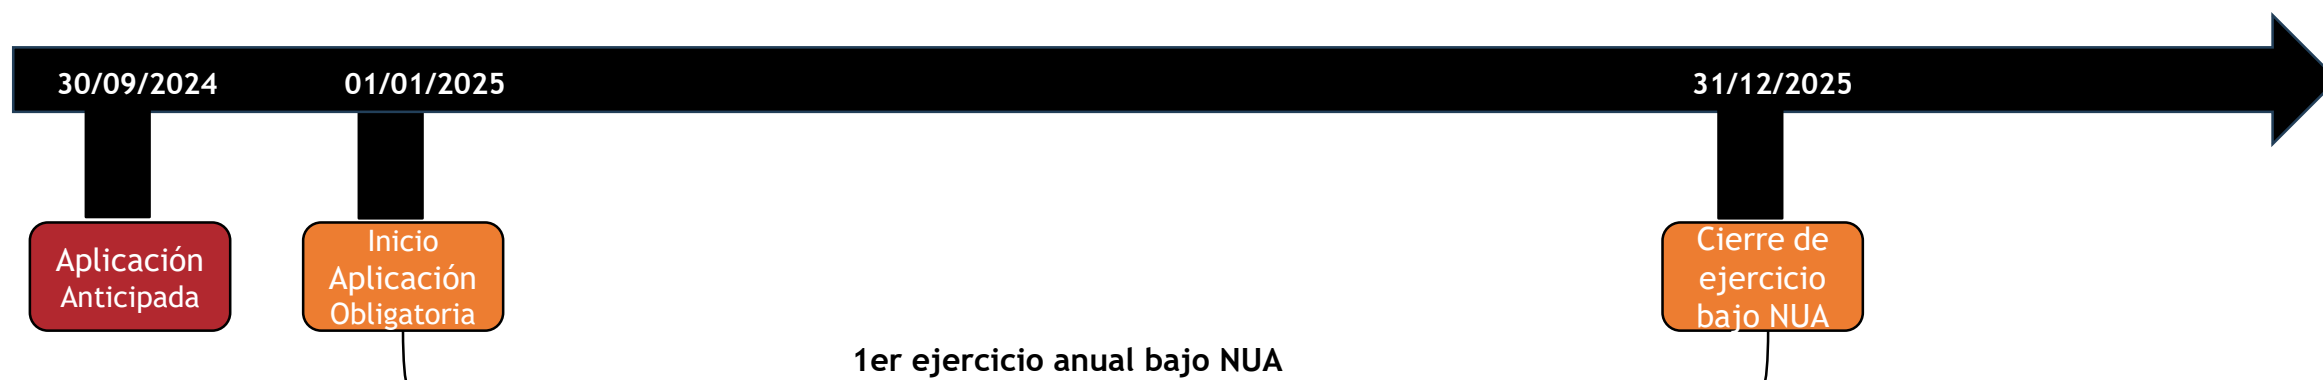 30/09/2024
01/01/2025
31/12/2025
Aplicación
Anticipada
Inicio
Aplicación
Obligatoria
Cierre de
ejercicio
bajo NUA
1er ejercicio anual bajo NUA